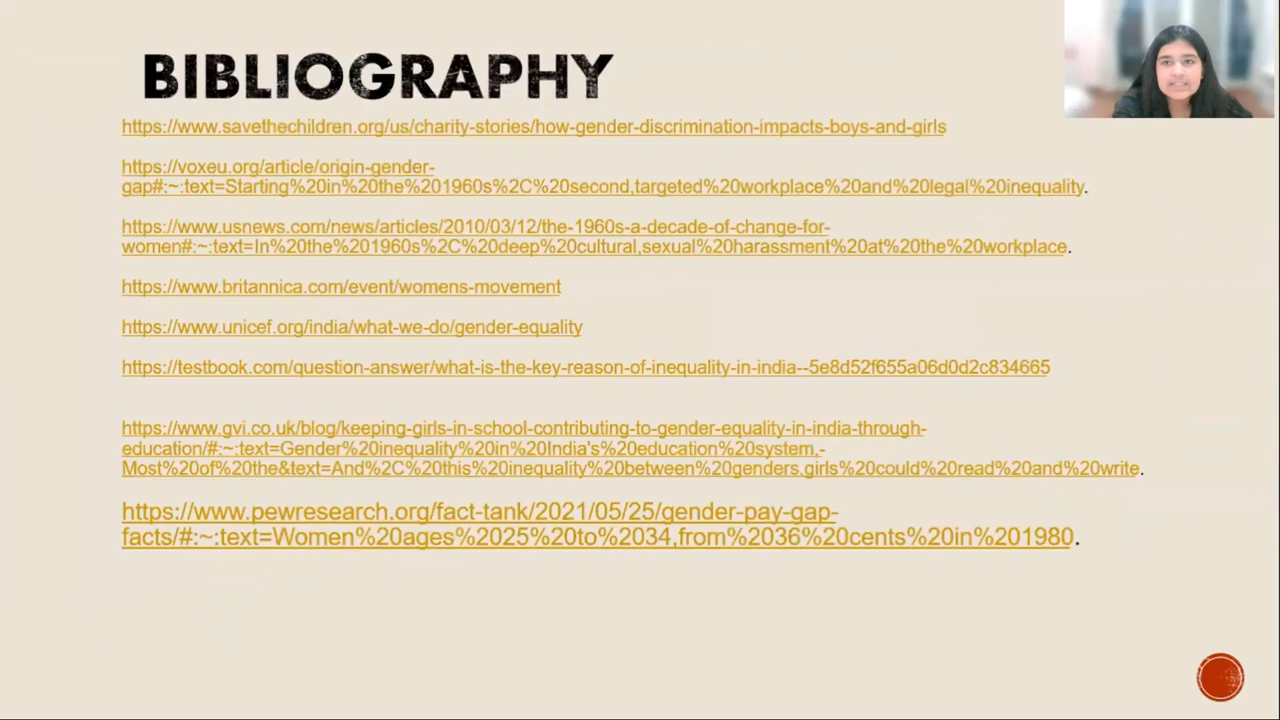 BIBLIOGRAPHY
https://www.savethechildren.org/us/charity-stories/how-gender-discrimination-impacts-boys-and-girls
https://voxeu.org/article/origin-gender-
gap#:~:text=Starting%20in%20the%201960s%2C%20second,targeted%20workplace%20and%20legal%20inequality.
https://www.usnews.com/news/articles/2010/03/12/the-1960s-a-decade-of-change-for-
women#:~:text=In%20the%201960s%2C%20deep%20cultural,sexual%20harassment%20at%20the%20workplace.
https://www.britannica.com/event/womens-movement
https://www.unicef.org/india/what-we-do/gender-equality
https://testbook.com/question-answer/what-is-the-key-reason-of-inequality-in-india--5e8d52f655a06d0d2c834665
https://www.gvi.co.uk/blog/keeping-girls-in-school-contributing-to-gender-equality-in-india-through-
education/#:~:text=Gender%20inequality%20in%20India's%20education%20system,-
Most%20of%20the&text=And%2C%20this%20inequality%20between%20genders,girls%20could%20read%20and%20write.
https://www.pewresearch.org/fact-tank/2021/05/25/gender-pay-gap-
facts/#:~:text=Women%20ages%2025%20to%2034,from%2036%20cents%20in%201980.